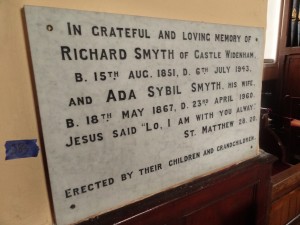 IN GRATEFUL AND LOVING MEMORY OF
RICHARD SMYTH OF CASTLE WIDENHAM,
B. 15TH AUG. 1851, D. 6TH JULY 1943.
AND ADA SYBIL SMYTH, HIS WIFE,
B. 18TH MAY 1867, D. 23RD APRIL 1960.
JESUS SAID "LO, I AM WITH YOU ALWAY."
ST. MATTHEW 28. 20.
ERECTED BY THEIR CHILDREN AND GRANDCHILDREN.